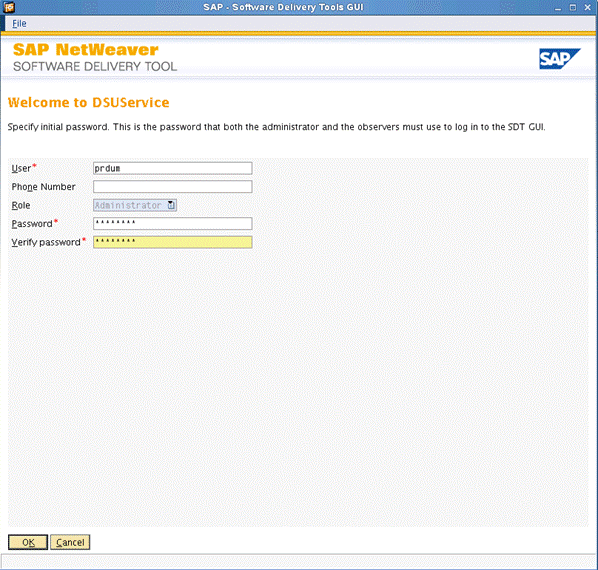 SAP - Software Delivery Tools GUI
File
SAP NetWeaver
SOFTWARE DELIVERY TOOL
SAP
Welcome to DSUService
Specify initial password. This is the password that both the administrator and the observers must use to log in to the SDT GUI.
User* prdum
Phone Number
Role Administrator
Password* ********
Verify password* ********
OK Cancel